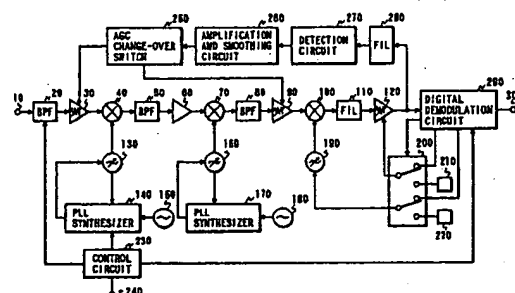 250 260 270 280
AGC CHANGE-OVER SWITCH
AMPLIFICATION AND SMOOTHING CIRCUIT
DETECTION CIRCUIT
FIL
10 20 30 40 50 60 70 80 90 100 110 120 290 300
BPF BPF BPF FIL
DIGITAL DEMODULATION CIRCUIT
130 160 190 200 210
140 150 170 180 220
PLL SYNTHESIZER
PLL SYNTHESIZER
230
CONTROL CIRCUIT
240